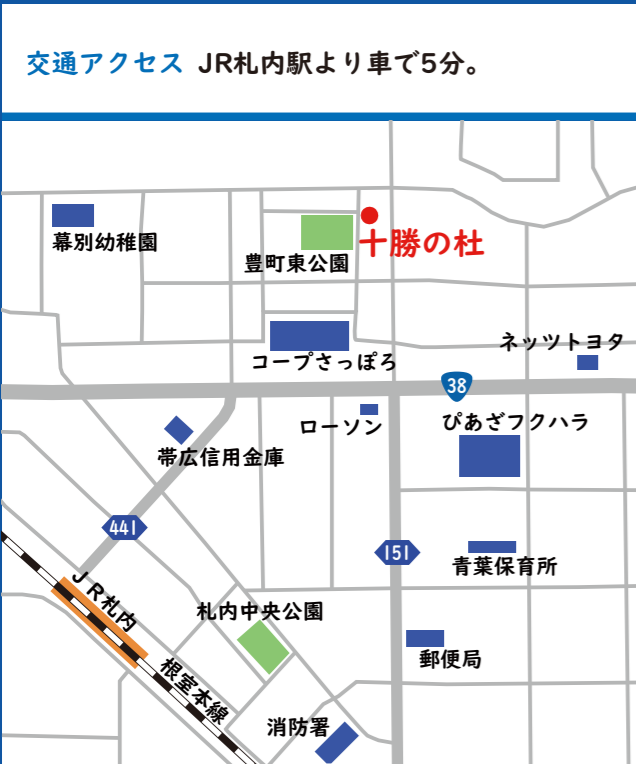 交通アクセス JR札内駅より車で5分。
幕別幼稚園
豊町東公園
十勝の杜
コープさっぽろ
ネッツトヨタ
38
ローソン
ぴあざフクハラ
帯広信用金庫
441
151
青葉保育所
JR札内
札内中央公園
郵便局
根室本線
消防署